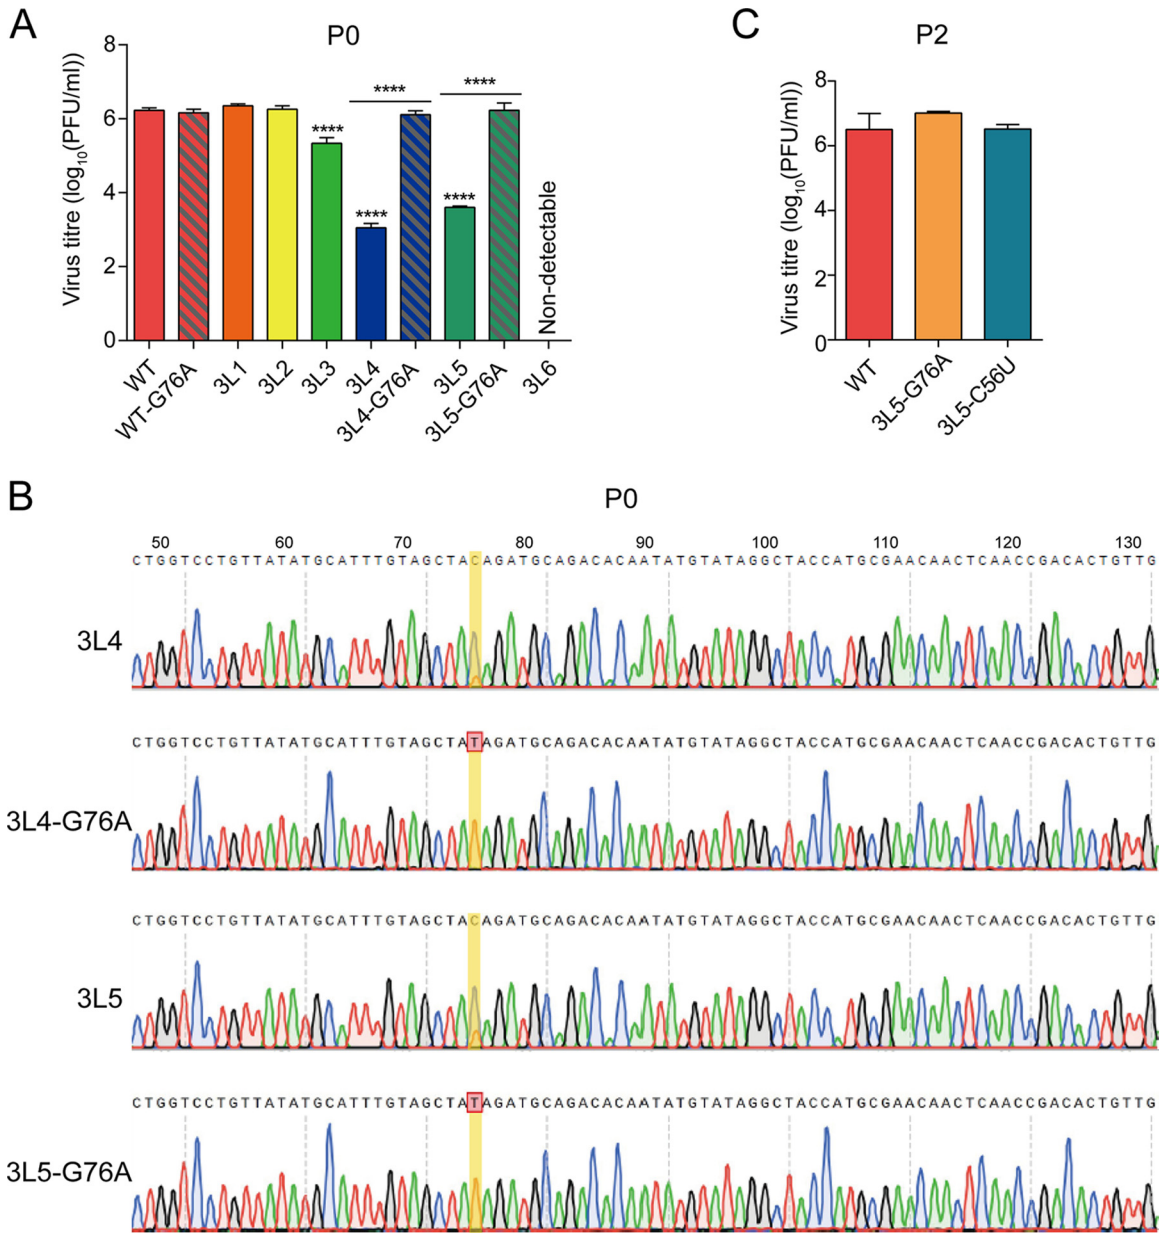 A
P0
Virus titre (log10(PFU/ml))
8
6
4
2
0
****
****
****
****
****
Non-detectable
WT
WT-G76A
3L1
3L2
3L3
3L4
3L4-G76A
3L5
3L5-G76A
3L6
C
P2
Virus titre (log10(PFU/ml))
8
6
4
2
0
WT
3L5-G76A
3L5-C56U
B
P0
50 60 70 80 90 100 110 120 130
CTGGTCCTGTTATATGCATTTGTAGCTACAGATGCAGACACAATATGTATAGGCTACCATGCGAACAACTCAACCGACACTGTTG
3L4
CTGGTCCTGTTATATGCATTTGTAGCTATAGATGCAGACACAATATGTATAGGCTACCATGCGAACAACTCAACCGACACTGTTG
3L4-G76A
CTGGTCCTGTTATATGCATTTGTAGCTACAGATGCAGACACAATATGTATAGGCTACCATGCGAACAACTCAACCGACACTGTTG
3L5
CTGGTCCTGTTATATGCATTTGTAGCTATAGATGCAGACACAATATGTATAGGCTACCATGCGAACAACTCAACCGACACTGTTG
3L5-G76A